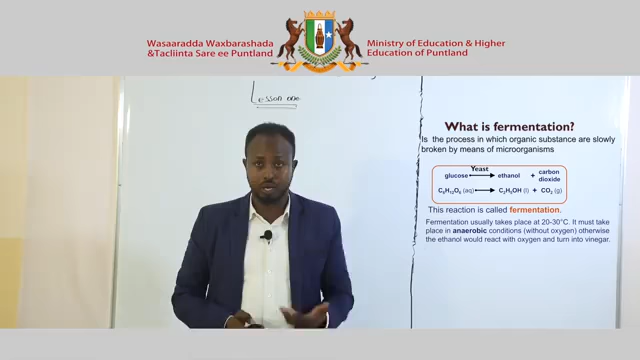 Wasaaradda Waxbarashada
&Tacliinta Sare ee Puntland
Ministry of Education & Higher
Education of Puntland
Lesson one
What is fermentation?
Is the process in which organic substance are slowly
broken by means of microorganisms
Yeast
glucose ethanol + carbon dioxide
C₆H₁₂O₆ (aq) C₂H₅OH (l) + CO₂ (g)
This reaction is called fermentation.
Fermentation usually takes place at 20-30°C. It must take
place in anaerobic conditions (without oxygen) otherwise
the ethanol would react with oxygen and turn into vinegar.